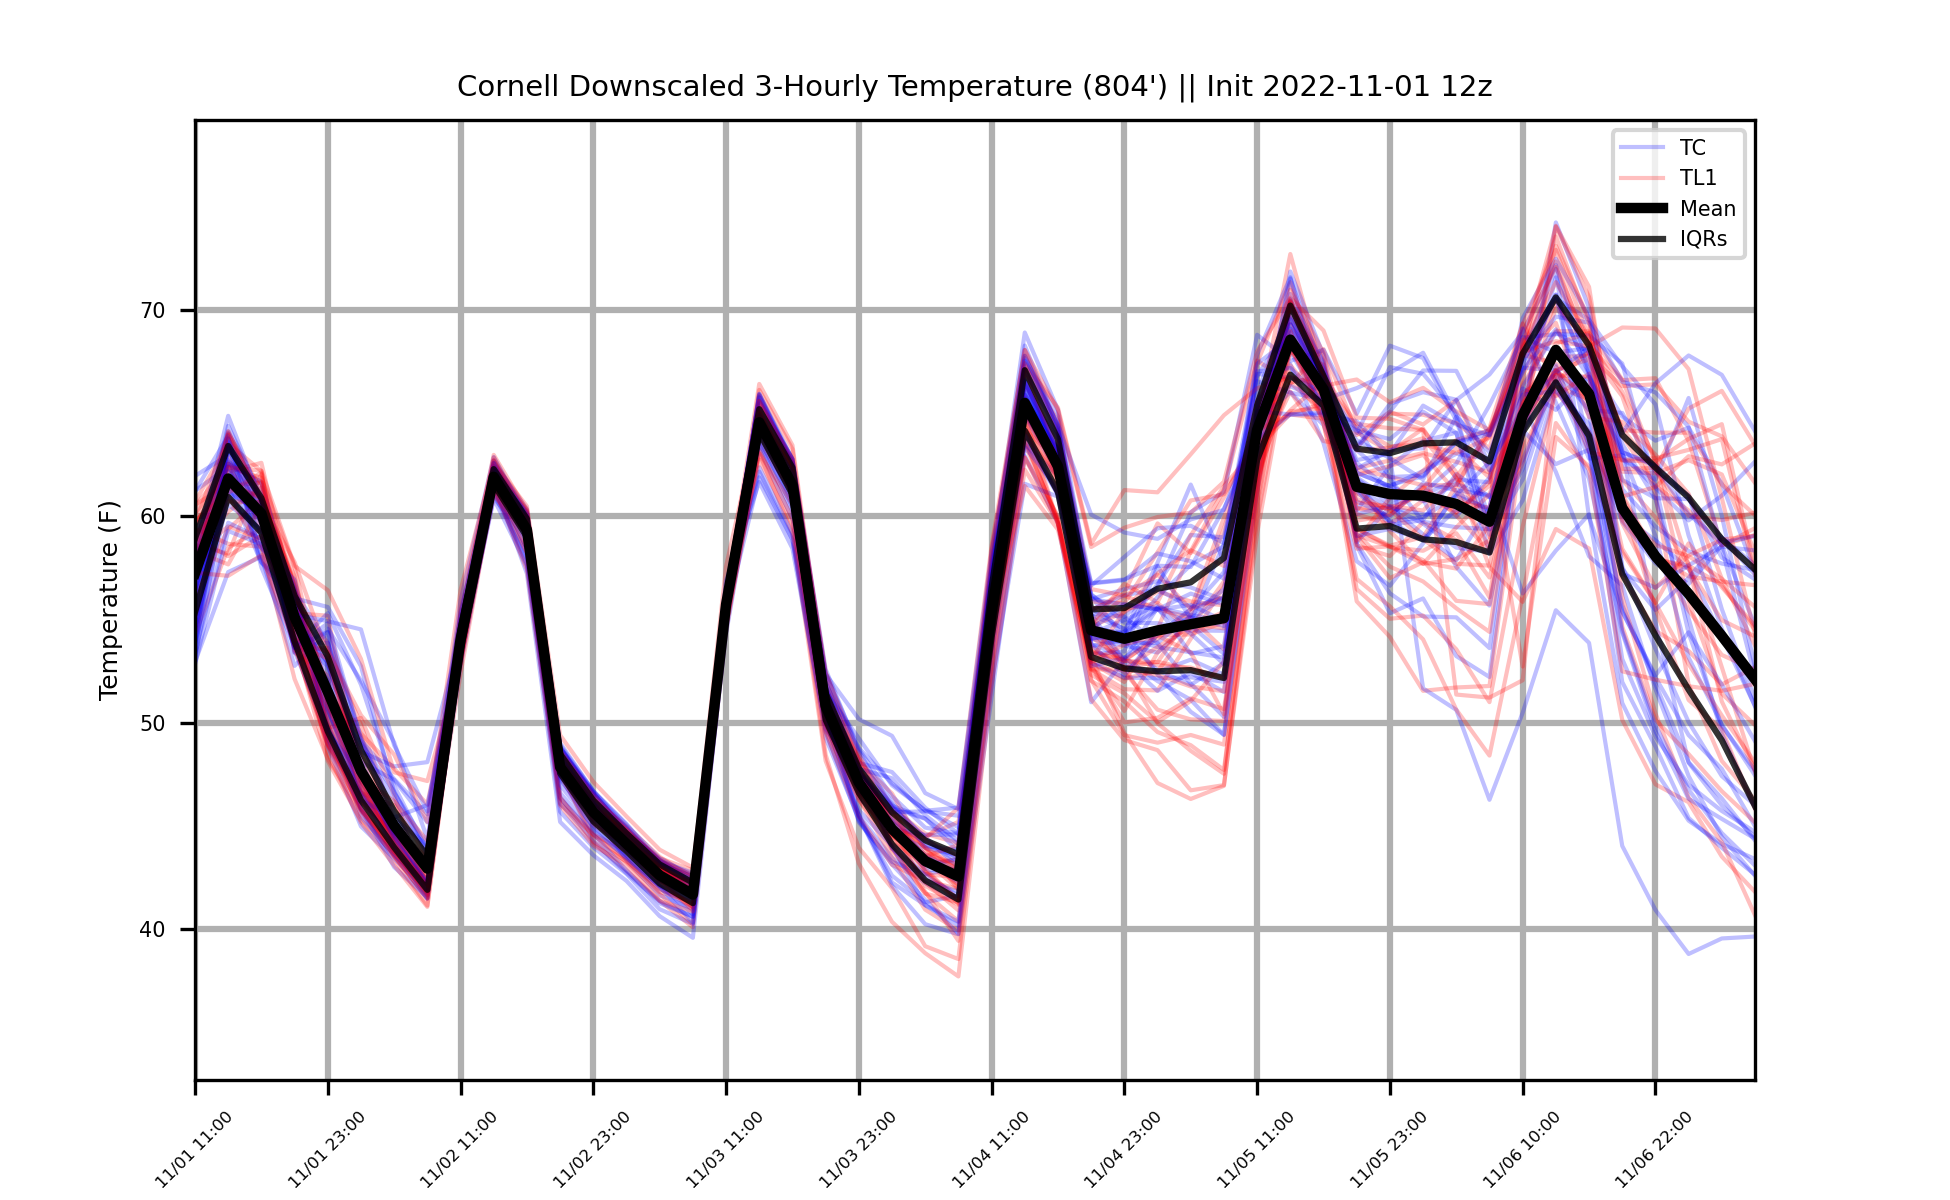 Cornell Downscaled 3-Hourly Temperature (804') || Init 2022-11-01 12z
TC
TL1
Mean
IQRs
Temperature (F)
70
60
50
40
11/01 11:00
11/01 23:00
11/02 11:00
11/02 23:00
11/03 11:00
11/03 23:00
11/04 11:00
11/04 23:00
11/05 11:00
11/05 23:00
11/06 10:00
11/06 22:00